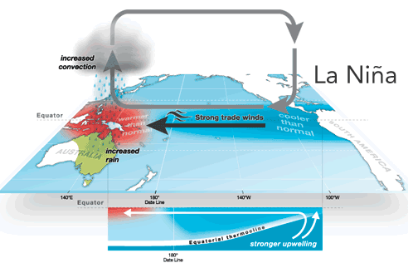 increased
convection
La Niña
Equator
warmer
than
normal
Strong trade winds
cooler
than
normal
AUSTRALIA
increased
rain
SOUTH AMERICA
140°E
180°
Date Line
140°W
100°W
Equator
Equatorial thermocline
stronger upwelling
180°
Date Line